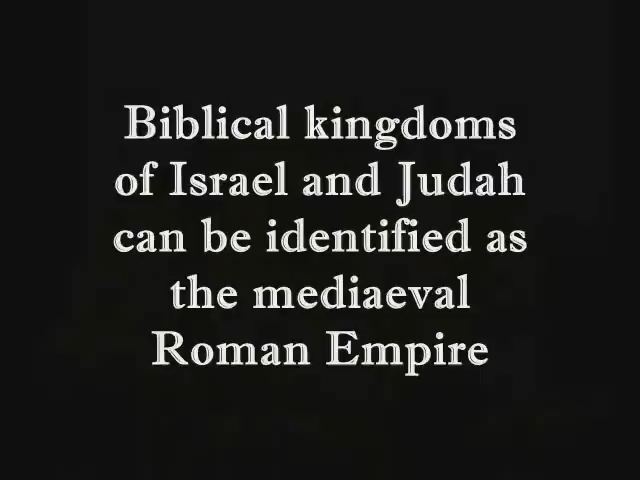 Biblical kingdoms
of Israel and Judah
can be identified as
the mediaeval
Roman Empire